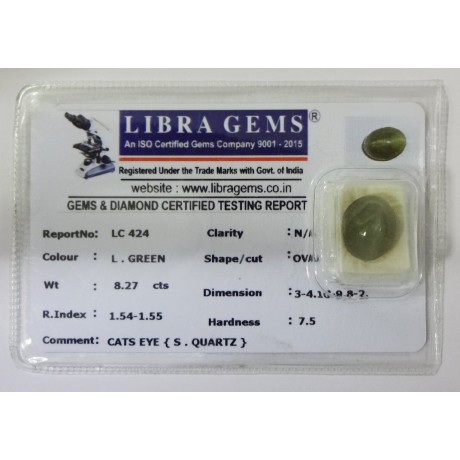 LIBRA GEMS ®
An ISO Certified Gems Company 9001 - 2015
Registered Under the Trade Marks with Govt. of India
website : www.libragems.co.in
GEMS & DIAMOND CERTIFIED TESTING REPORT
ReportNo: LC 424 Clarity : N/A
Colour : L . GREEN Shape/cut :
Wt : 8.27 cts Dimension :
R.Index : 1.54-1.55 Hardness : 7.5
Comment : CATS EYE { S . QUARTZ }